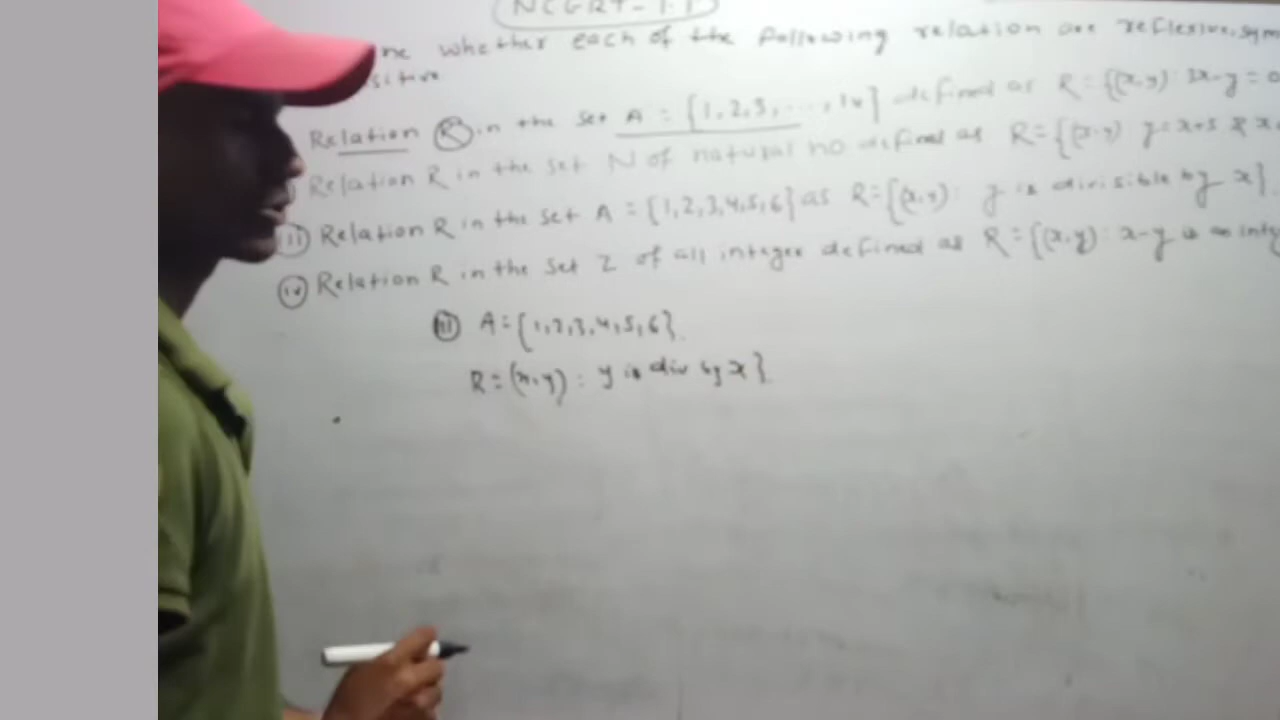 NCERT-1.1
ne whether each of the following relation are reflexive, sym
sitive
Relation R in the set A = {1,2,3,...,14} defined as R = {(x,y) : 3x-y=0
Relation R in the set N of natural no defined as R={(x,y) y=x+5 & x
(iii) Relation R in the set A = {1,2,3,4,5,6} as R={(x,y): y is divisible by x}.
(iv) Relation R in the set Z of all integer defined as R={(x,y): x-y is an integ
(iii) A={1,2,3,4,5,6}.
R=(x,y) : y is div by x}.